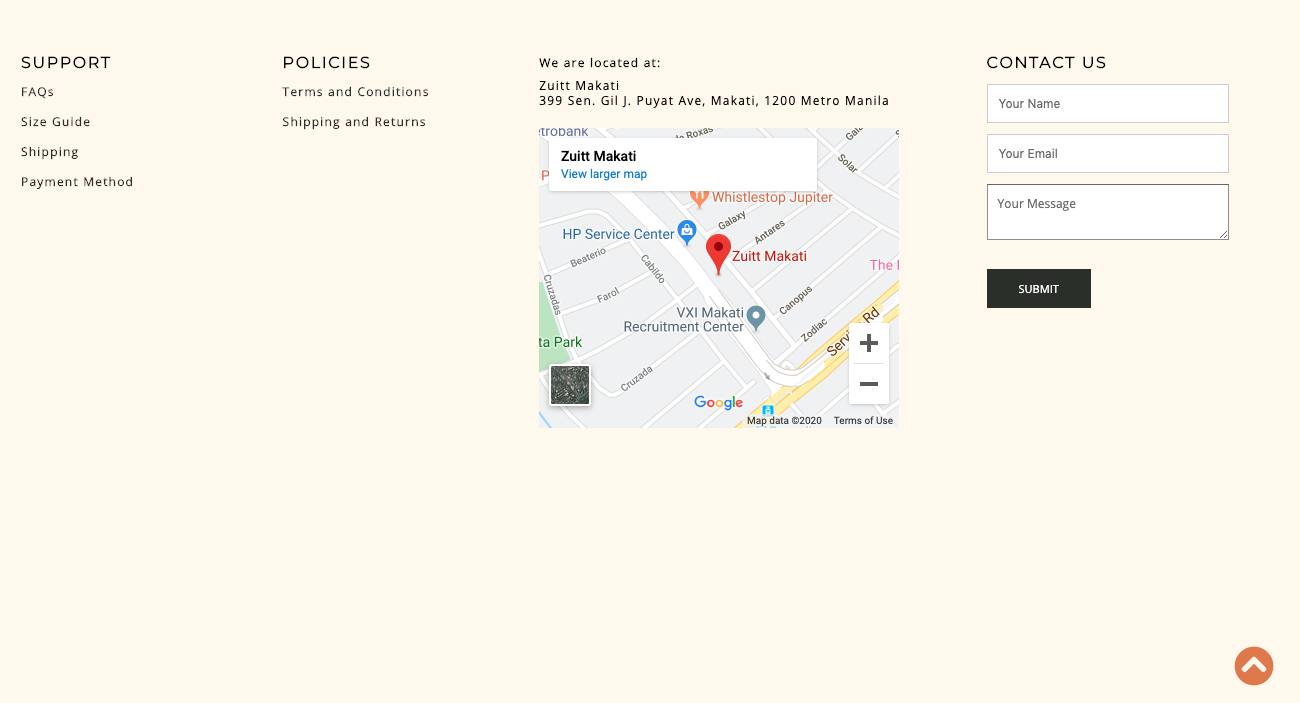 SUPPORT
FAQs
Size Guide
Shipping
Payment Method
POLICIES
Terms and Conditions
Shipping and Returns
We are located at:
Zuitt Makati
399 Sen. Gil J. Puyat Ave, Makati, 1200 Metro Manila
etrobank
de Roxas
Solar
Zuitt Makati
View larger map
P
Whistlestop Jupiter
Galaxy
HP Service Center
Antares
Zuitt Makati
Beaterio
Cabildo
The
Cruzadas
Farol
Canopus
VXI Makati
Recruitment Center
Zodiac
Service Rd
ta Park
Cruzada
Google
Map data ©2020 Terms of Use
CONTACT US
Your Name
Your Email
Your Message
SUBMIT